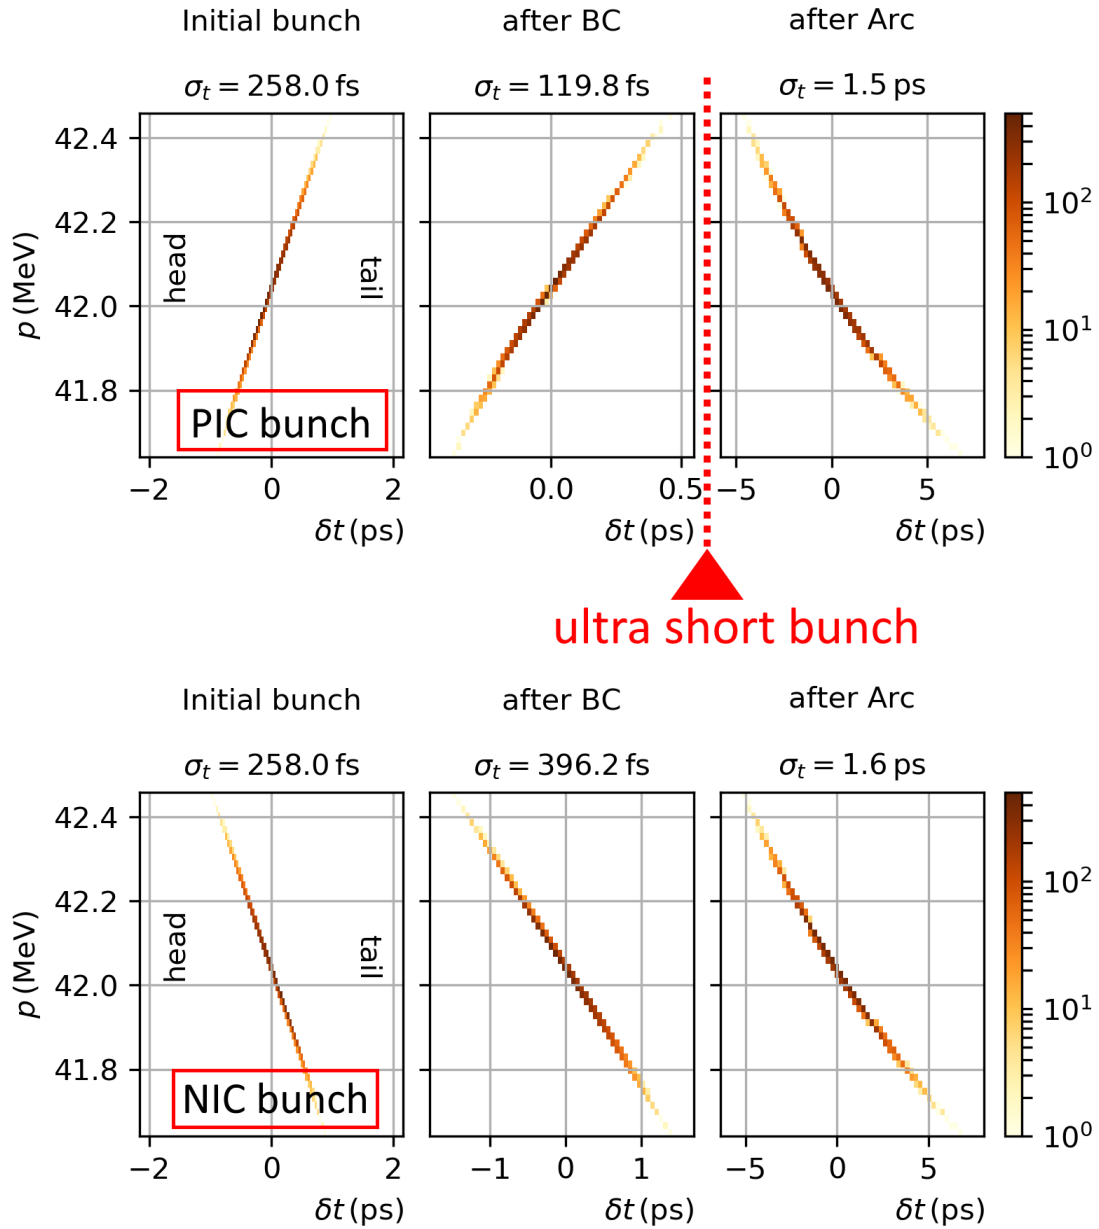 Initial bunch after BC after Arc
σt = 258.0 fs σt = 119.8 fs σt = 1.5 ps
42.4
42.2
42.0
41.8
p (MeV)
head
tail
PIC bunch
10²
10¹
10⁰
−2 0 2 0.0 0.5 −5 0 5
δt (ps) δt (ps) δt (ps)
ultra short bunch
Initial bunch after BC after Arc
σt = 258.0 fs σt = 396.2 fs σt = 1.6 ps
42.4
42.2
42.0
41.8
p (MeV)
head
tail
NIC bunch
10²
10¹
10⁰
−2 0 2 −1 0 1 −5 0 5
δt (ps) δt (ps) δt (ps)